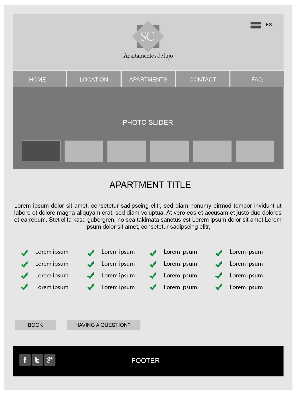 ES
SC
Apartamentos de lujo
HOME LOCATION APARTMENTS CONTACT FAQ
PHOTO SLIDER
APARTMENT TITLE
Lorem ipsum dolor sit amet, consetetur sadipscing elitr, sed diam nonumy eirmod tempor invidunt ut
labore et dolore magna aliquyam erat, sed diam voluptua. At vero eos et accusam et justo duo dolores
et ea rebum. Stet clita kasd gubergren, no sea takimata sanctus est Lorem ipsum dolor sit amet Lorem
ipsum dolor sit amet, consetetur sadipscing elitr,
Lorem ipsum Lorem ipsum Lorem ipsum Lorem ipsum
Lorem ipsum Lorem ipsum Lorem ipsum Lorem ipsum
Lorem ipsum Lorem ipsum Lorem ipsum Lorem ipsum
Lorem ipsum Lorem ipsum Lorem ipsum Lorem ipsum
BOOK HAVING A QUESTION?
f t g+ FOOTER